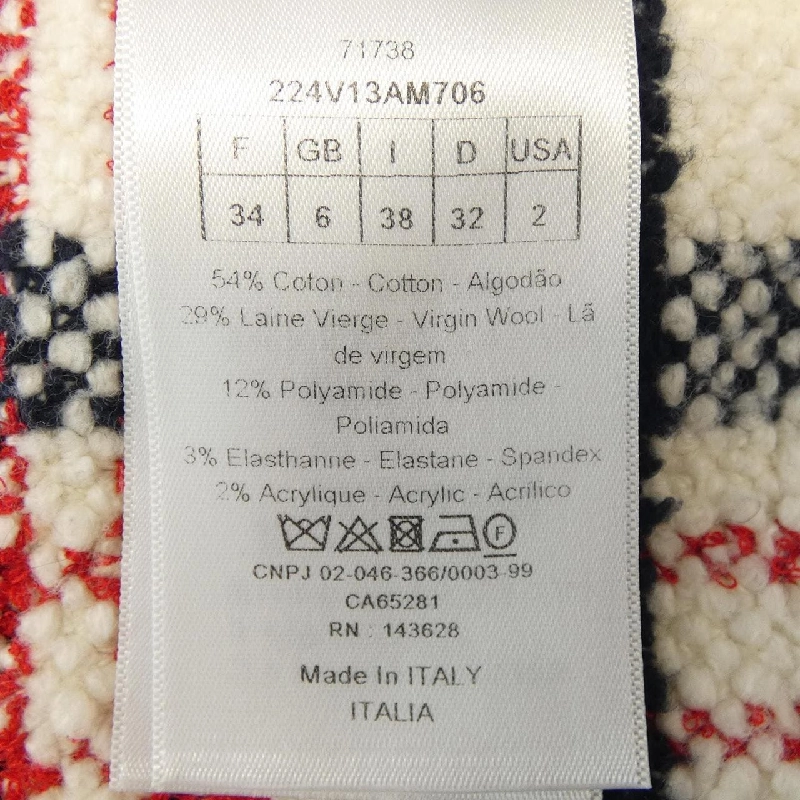 71738
224V13AM706
F GB I D USA
34 6 38 32 2
54% Coton - Cotton - Algodão
29% Laine Vierge - Virgin Wool - Lã
de virgem
12% Polyamide - Polyamide -
Poliamida
3% Elasthanne - Elastane - Spandex
2% Acrylique - Acrylic - Acrilico
F
CNPJ 02-046-366/0003-99
CA65281
RN : 143628
Made In ITALY
ITALIA